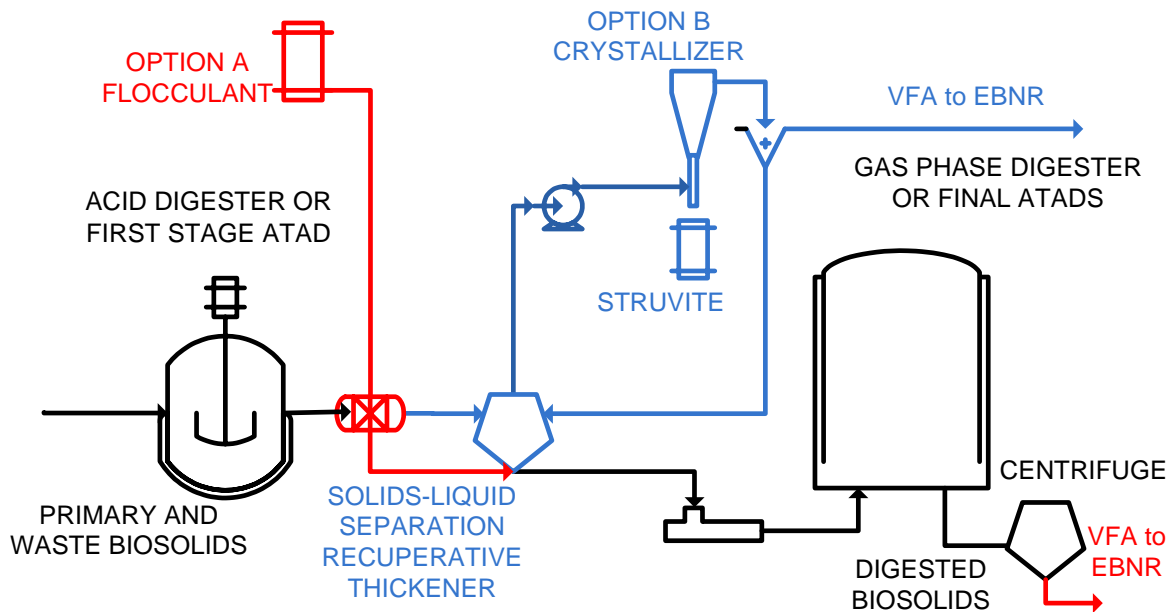 OPTION A
FLOCCULANT
OPTION B
CRYSTALLIZER
VFA to EBNR
GAS PHASE DIGESTER
OR FINAL ATADS
ACID DIGESTER OR
FIRST STAGE ATAD
STRUVITE
PRIMARY AND
WASTE BIOSOLIDS
SOLIDS-LIQUID
SEPARATION
RECUPERATIVE
THICKENER
CENTRIFUGE
VFA to
EBNR
DIGESTED
BIOSOLIDS